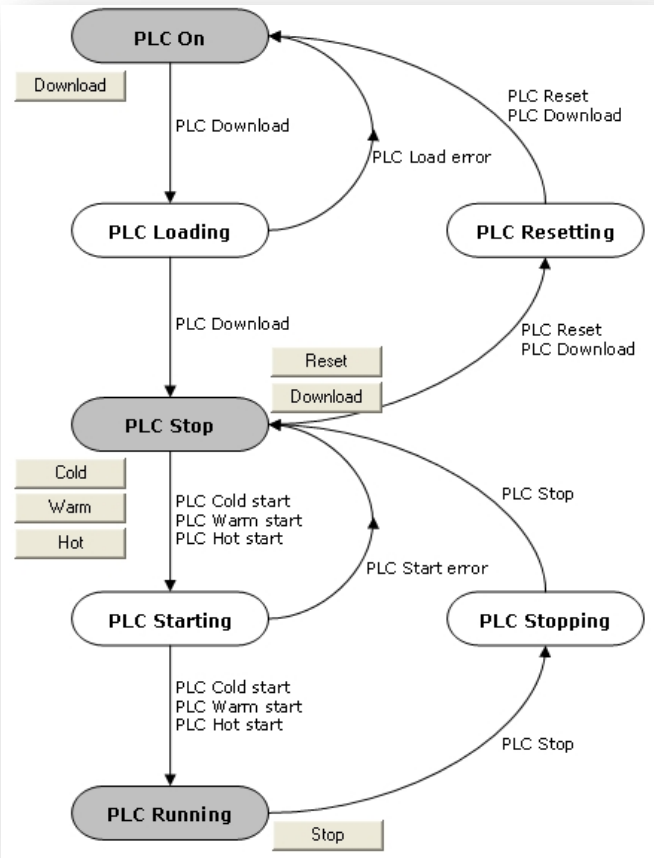 PLC On
Download
PLC Download
PLC Reset
PLC Download
PLC Load error
PLC Loading
PLC Resetting
PLC Download
PLC Reset
PLC Download
Reset
Download
PLC Stop
Cold
Warm
Hot
PLC Cold start
PLC Warm start
PLC Hot start
PLC Stop
PLC Start error
PLC Starting
PLC Stopping
PLC Cold start
PLC Warm start
PLC Hot start
PLC Stop
PLC Running
Stop